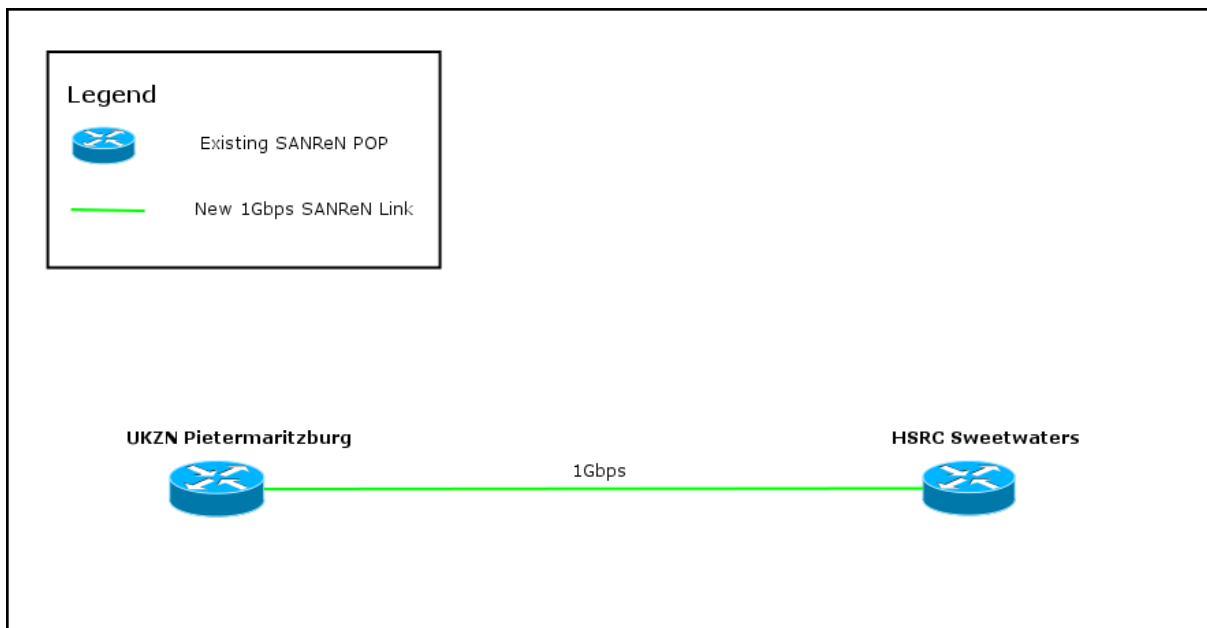 Legend
Existing SANReN POP
New 1Gbps SANReN Link
UKZN Pietermaritzburg
HSRC Sweetwaters
1Gbps